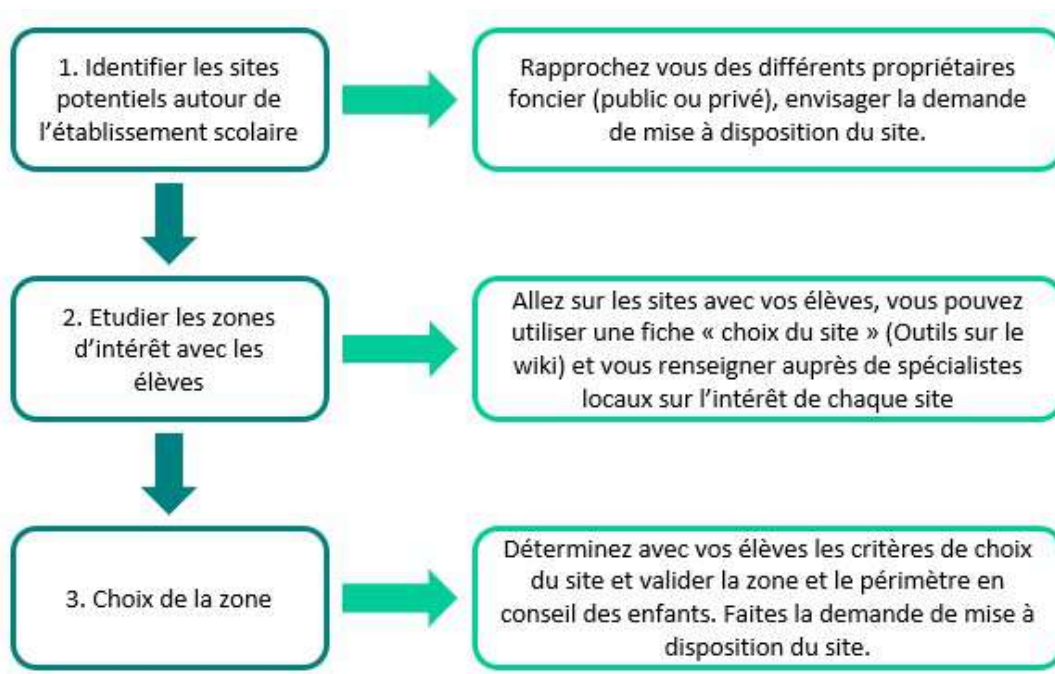 1. Identifier les sites
potentiels autour de
l'établissement scolaire
Rapprochez vous des différents propriétaires
foncier (public ou privé), envisager la demande
de mise à disposition du site.
2. Etudier les zones
d'intérêt avec les
élèves
Allez sur les sites avec vos élèves, vous pouvez
utiliser une fiche « choix du site » (Outils sur le
wiki) et vous renseigner auprès de spécialistes
locaux sur l'intérêt de chaque site
3. Choix de la zone
Déterminez avec vos élèves les critères de choix
du site et valider la zone et le périmètre en
conseil des enfants. Faites la demande de mise à
disposition du site.